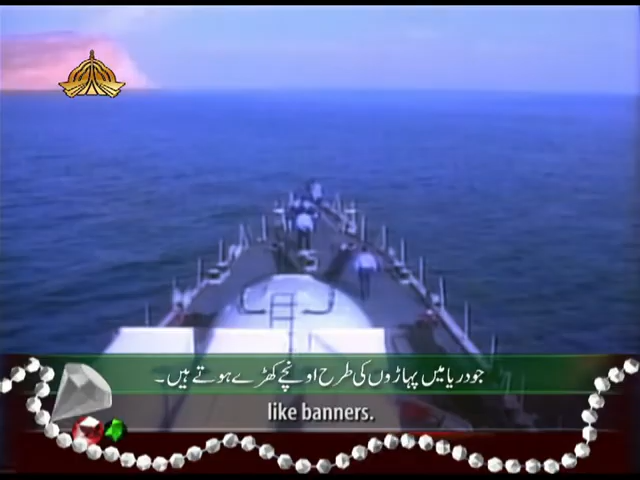 جو دریا میں پہاڑوں کی طرح اونچے کھڑے ہوتے ہیں۔
like banners.